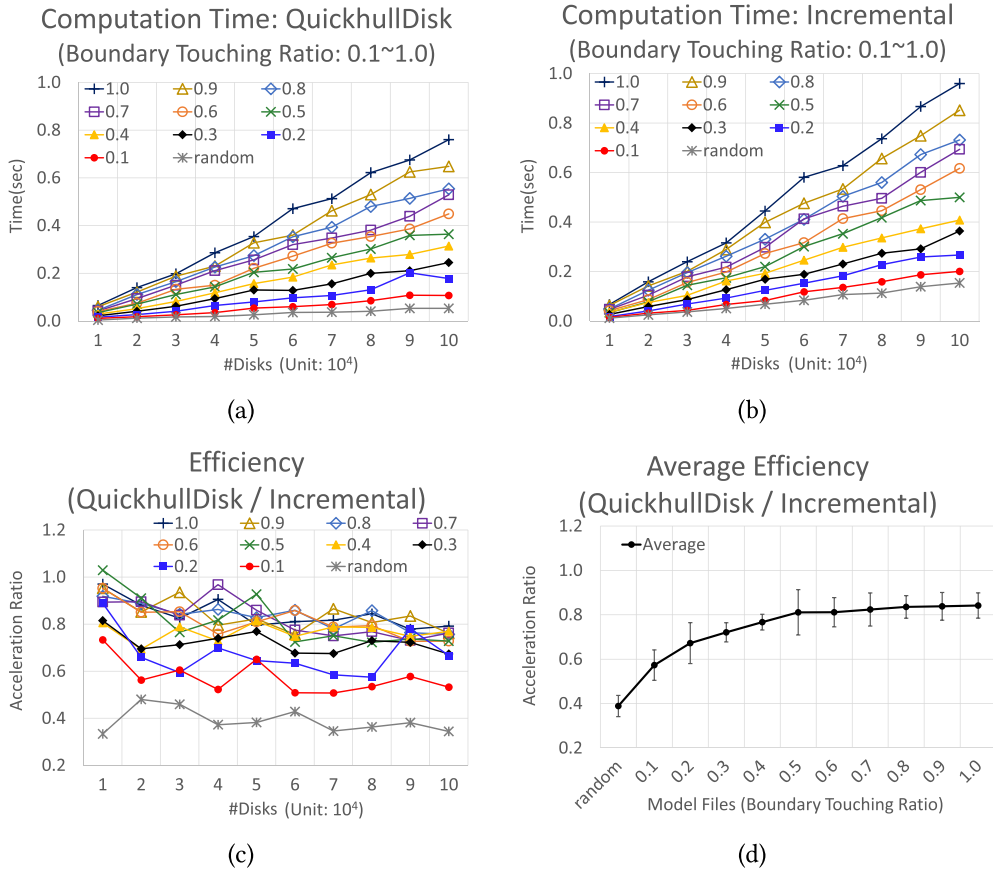 Computation Time: QuickhullDisk
(Boundary Touching Ratio: 0.1~1.0)
1.0 0.9 0.8
0.7 0.6 0.5
0.4 0.3 0.2
0.1 random
Time(sec)
1.0
0.8
0.6
0.4
0.2
0.0
1 2 3 4 5 6 7 8 9 10
#Disks (Unit: 10⁴)
(a)
Computation Time: Incremental
(Boundary Touching Ratio: 0.1~1.0)
1.0 0.9 0.8
0.7 0.6 0.5
0.4 0.3 0.2
0.1 random
Time(sec)
1.0
0.8
0.6
0.4
0.2
0.0
1 2 3 4 5 6 7 8 9 10
#Disks (Unit: 10⁴)
(b)
Efficiency
(QuickhullDisk / Incremental)
1.0 0.9 0.8 0.7
0.6 0.5 0.4 0.3
0.2 0.1 random
Acceleration Ratio
1.2
1.0
0.8
0.6
0.4
0.2
1 2 3 4 5 6 7 8 9 10
#Disks (Unit: 10⁴)
(c)
Average Efficiency
(QuickhullDisk / Incremental)
Average
Acceleration Ratio
1.2
1.0
0.8
0.6
0.4
0.2
random 0.1 0.2 0.3 0.4 0.5 0.6 0.7 0.8 0.9 1.0
Model Files (Boundary Touching Ratio)
(d)